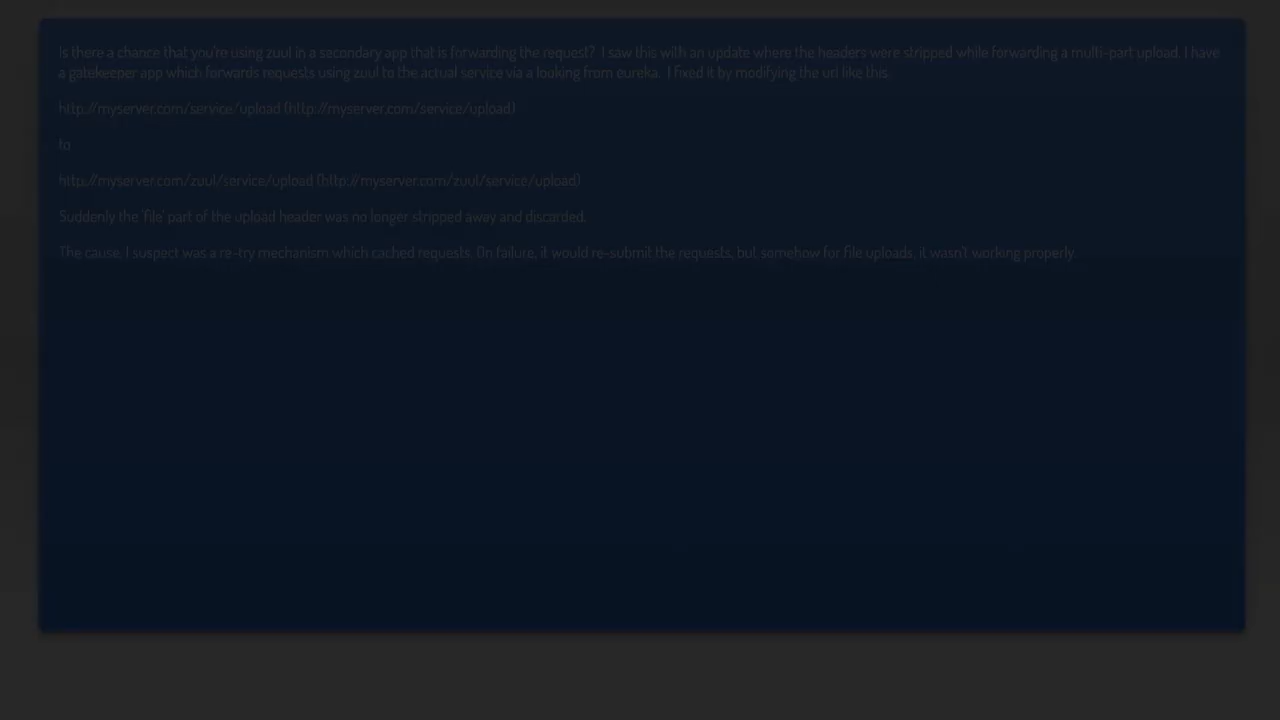 Is there a chance that you're using zuul in a secondary app that is forwarding the request?  I saw this with an update where the headers were stripped while forwarding a multi-part upload. I have
a gatekeeper app which forwards requests using zuul to the actual service via a looking from eureka.  I fixed it by modifying the uri like this
http://myserver.com/service/upload (http://myserver.com/service/upload)
to
http://myserver.com/zuul/service/upload (http://myserver.com/zuul/service/upload)
Suddenly the 'file' part of the upload header was no longer stripped away and discarded.
The cause, I suspect was a re-try mechanism which cached requests. On failure, it would re-submit the requests, but somehow for file uploads, it wasn't working properly.